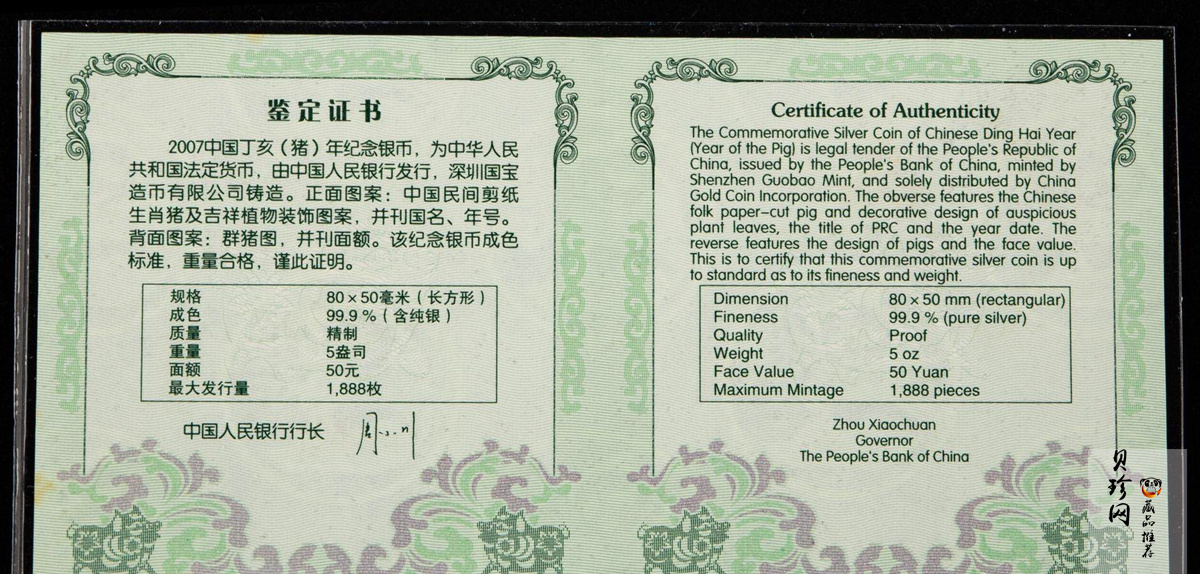 鉴定证书
2007中国丁亥（猪）年纪念银币，为中华人民
共和国法定货币，由中国人民银行发行，深圳国宝
造币有限公司铸造。正面图案：中国民间剪纸
生肖猪及吉祥植物装饰图案，并刊国名、年号。
背面图案：群猪图，并刊面额。该纪念银币成色
标准，重量合格，谨此证明。
规格 80×50毫米（长方形）
成色 99.9％（含纯银）
质量 精制
重量 5盎司
面额 50元
最大发行量 1,888枚
中国人民银行行长 周小川
Certificate of Authenticity
The Commemorative Silver Coin of Chinese Ding Hai Year
(Year of the Pig) is legal tender of the People's Republic of
China, issued by the People's Bank of China, minted by
Shenzhen Guobao Mint, and solely distributed by China
Gold Coin Incorporation. The obverse features the Chinese
folk paper-cut pig and decorative design of auspicious
plant leaves, the title of PRC and the year date. The
reverse features the design of pigs and the face value.
This is to certify that this commemorative silver coin is up
to standard as to its fineness and weight.
Dimension 80×50 mm (rectangular)
Fineness 99.9 % (pure silver)
Quality Proof
Weight 5 oz
Face Value 50 Yuan
Maximum Mintage 1,888 pieces
Zhou Xiaochuan
Governor
The People's Bank of China
贝珍网
藏品推荐